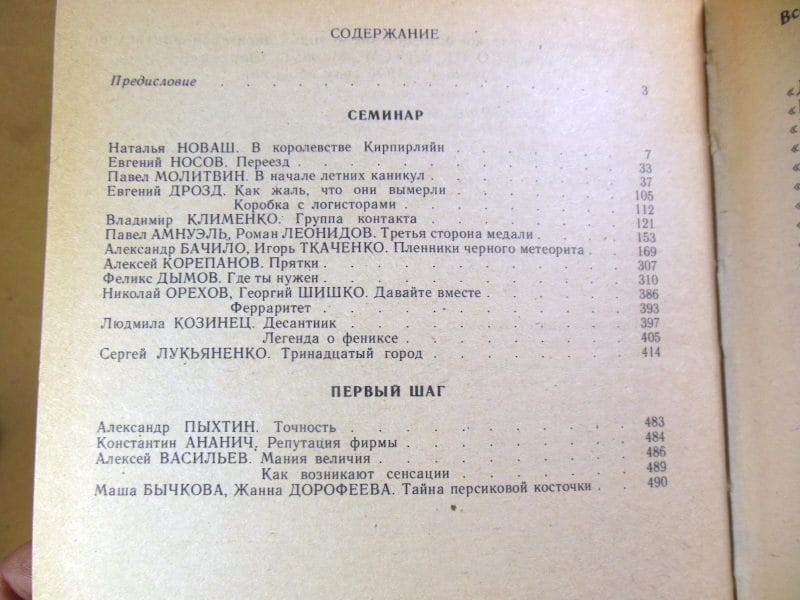 СОДЕРЖАНИЕ
Предисловие . . . . . . . . . . . 3
СЕМИНАР
Наталья НОВАШ. В королевстве Кирпирляйн . . . . . . 7
Евгений НОСОВ. Переезд . . . . . . . . . . 33
Павел МОЛИТВИН. В начале летних каникул . . . . . . 37
Евгений ДРОЗД. Как жаль, что они вымерли . . . . . . 105
Коробка с логисторами . . . . . . 112
Владимир КЛИМЕНКО. Группа контакта . . . . . . 121
Павел АМНУЭЛЬ, Роман ЛЕОНИДОВ. Третья сторона медали . . . 153
Александр БАЧИЛО, Игорь ТКАЧЕНКО. Пленники черного метеорита . 169
Алексей КОРЕПАНОВ. Прятки . . . . . . . . . 307
Феликс ДЫМОВ. Где ты нужен . . . . . . . . . 310
Николай ОРЕХОВ, Георгий ШИШКО. Давайте вместе . . . . . 386
Ферраритет . . . . . . . . . 393
Людмила КОЗИНЕЦ. Десантник . . . . . . . . 397
Легенда о фениксе . . . . . . . 405
Сергей ЛУКЬЯНЕНКО. Тринадцатый город . . . . . . 414
ПЕРВЫЙ ШАГ
Александр ПЫХТИН. Точность . . . . . . . . 483
Константин АНАНИЧ. Репутация фирмы . . . . . . . 484
Алексей ВАСИЛЬЕВ. Мания величия . . . . . . . 486
Как возникают сенсации . . . . . 489
Маша БЫЧКОВА, Жанна ДОРОФЕЕВА. Тайна персиковой косточки . . 490